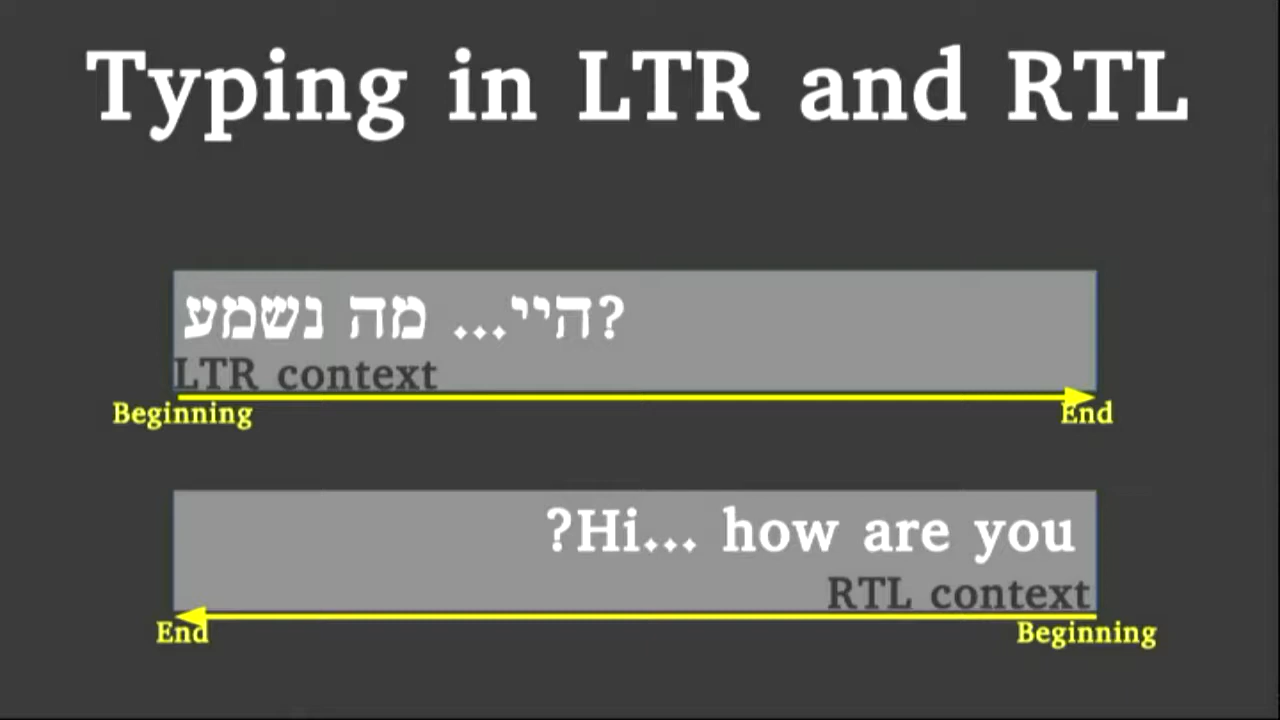 Typing in LTR and RTL
היי... מה נשמע?
LTR context
Beginning
End
?Hi... how are you
RTL context
End
Beginning